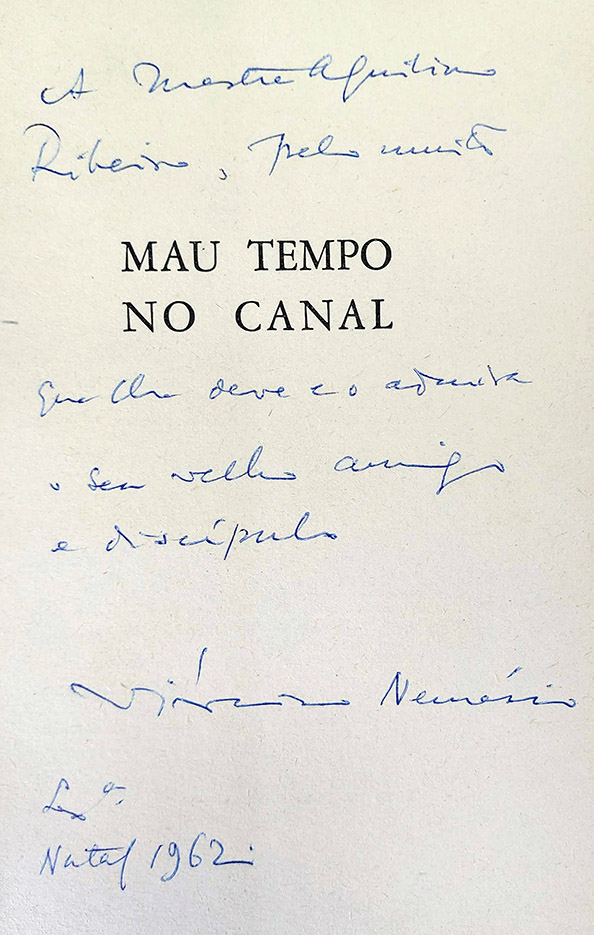 A Mestre Aquilino
Ribeiro, pelo muito
MAU TEMPO
NO CANAL
que lhe deve e o admira
o seu velho amigo
e discípulo
Vitorino Nemésio
Lxª.
Natal 1962.